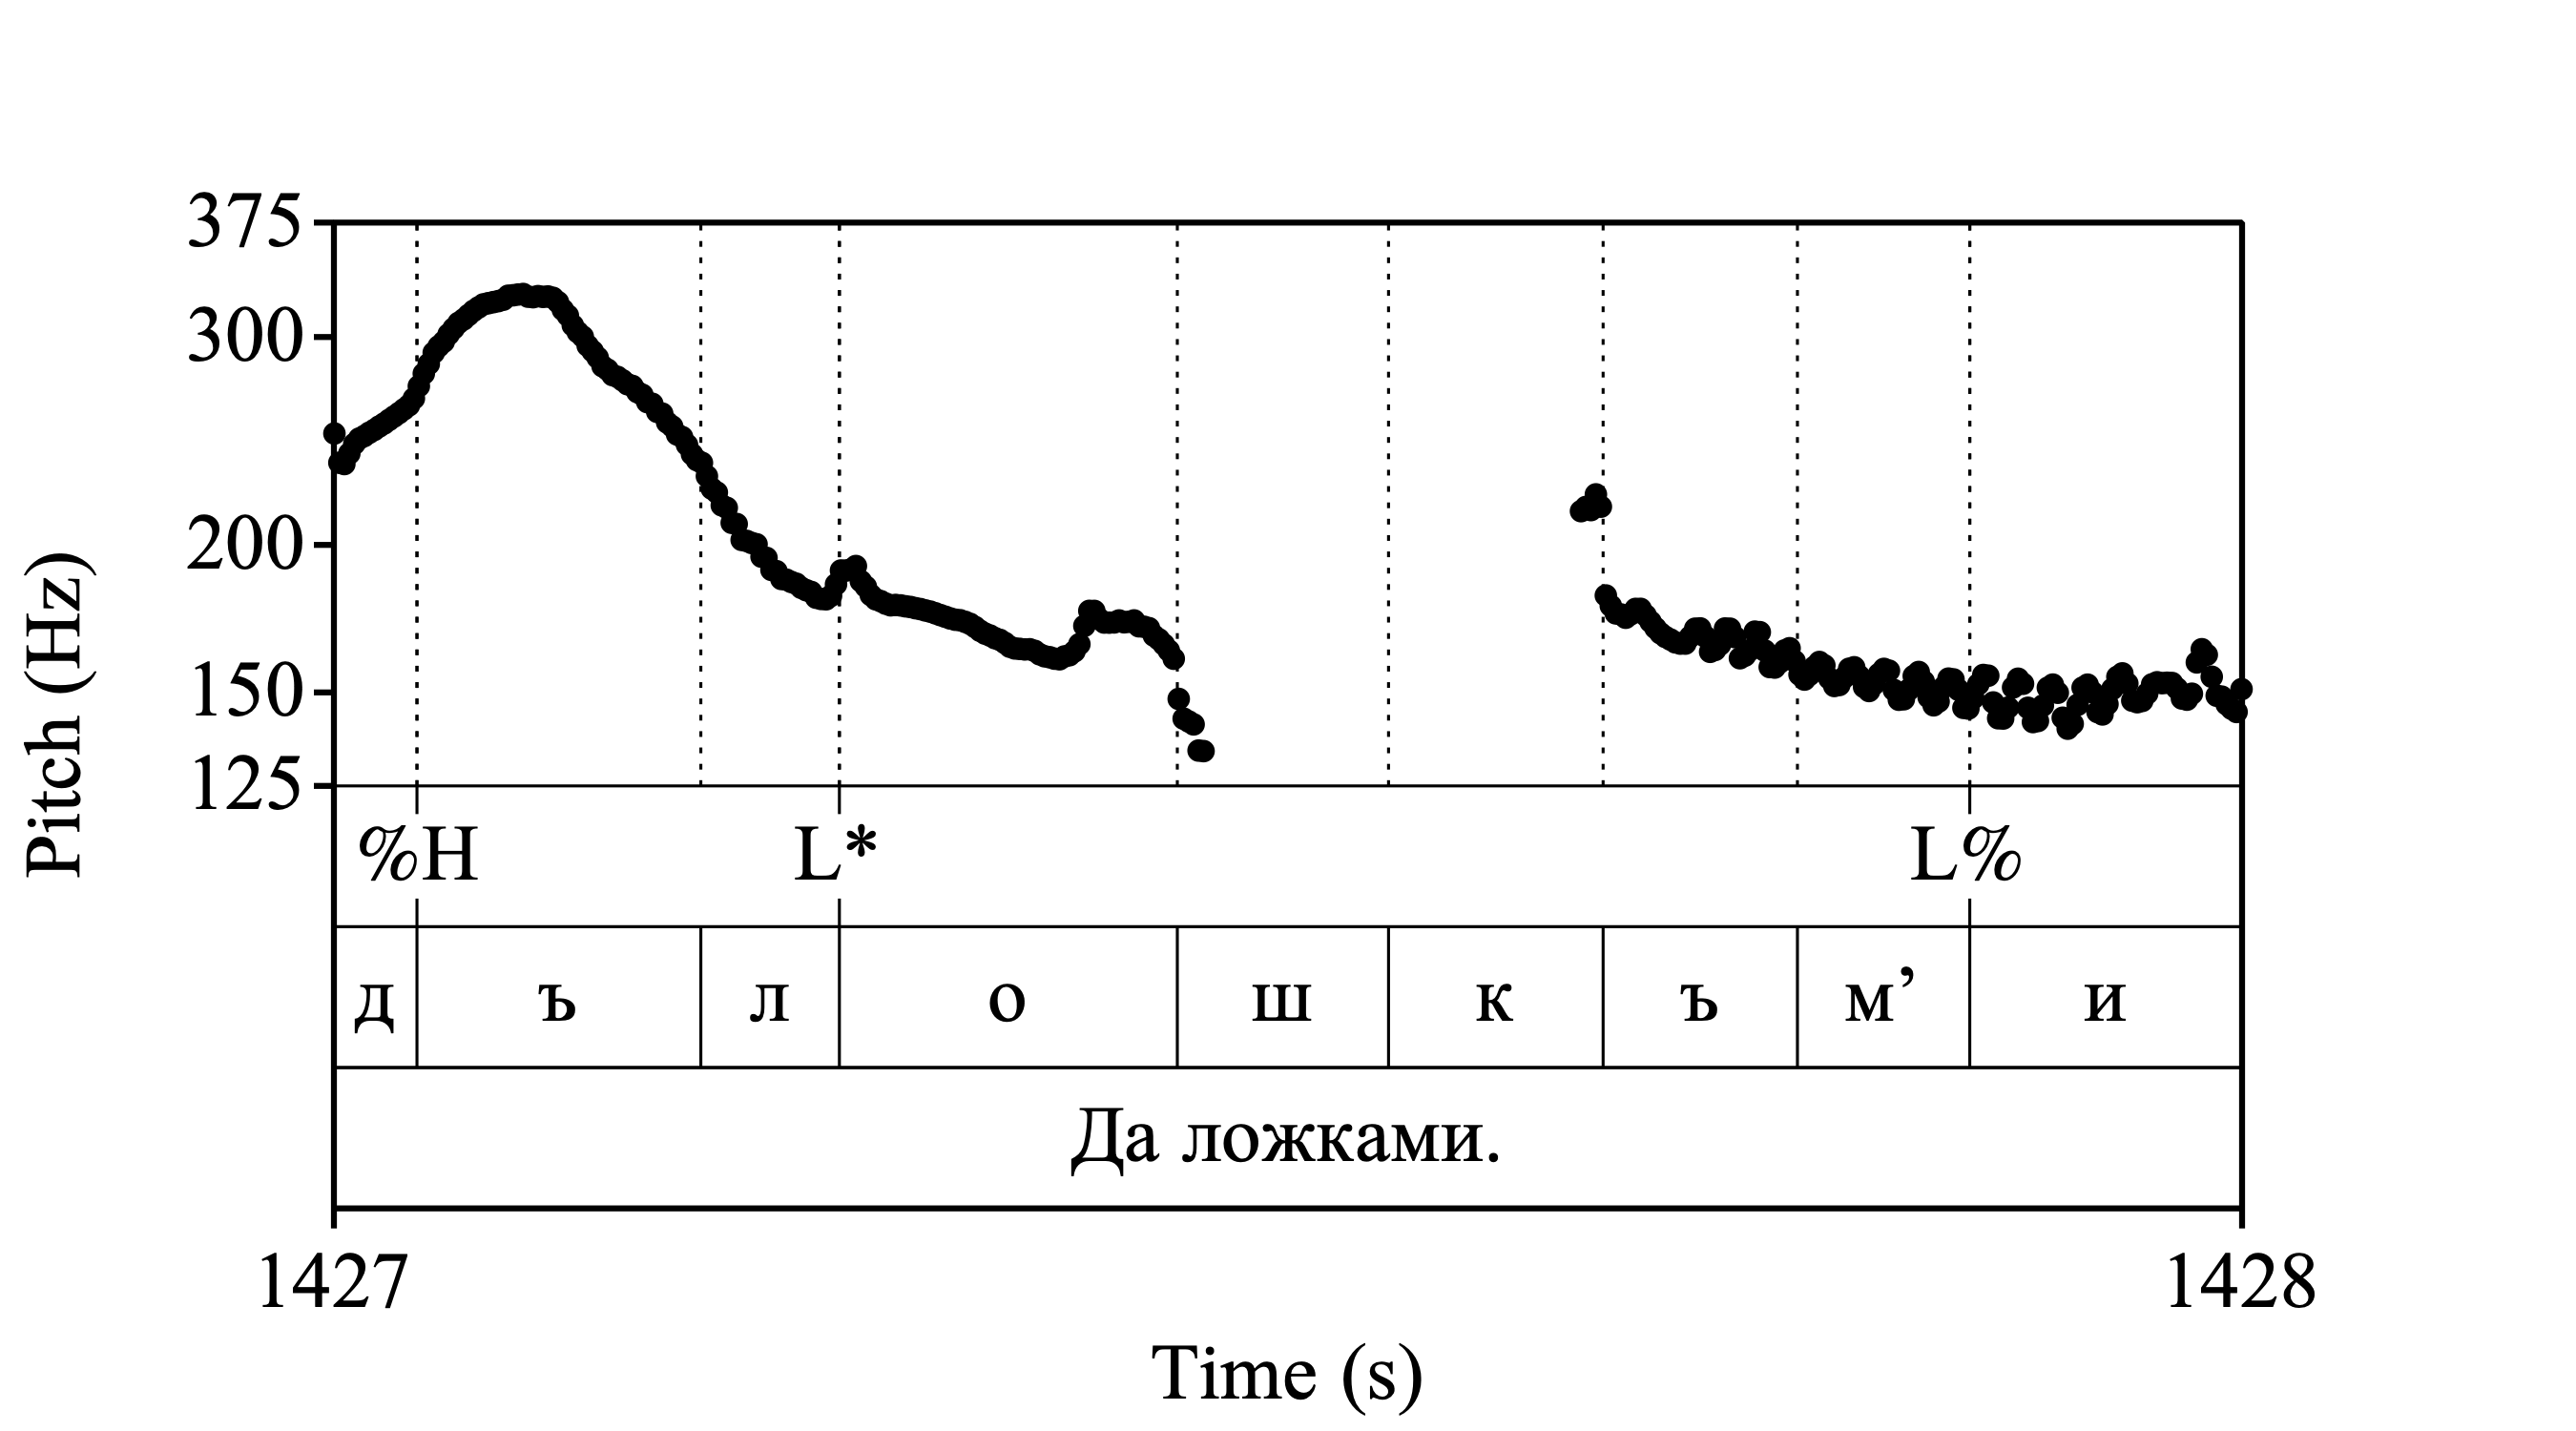 375
300
200
150
125
Pitch (Hz)
%H L* L%
д ъ л о ш к ъ м’ и
Да ложками.
1427 1428
Time (s)